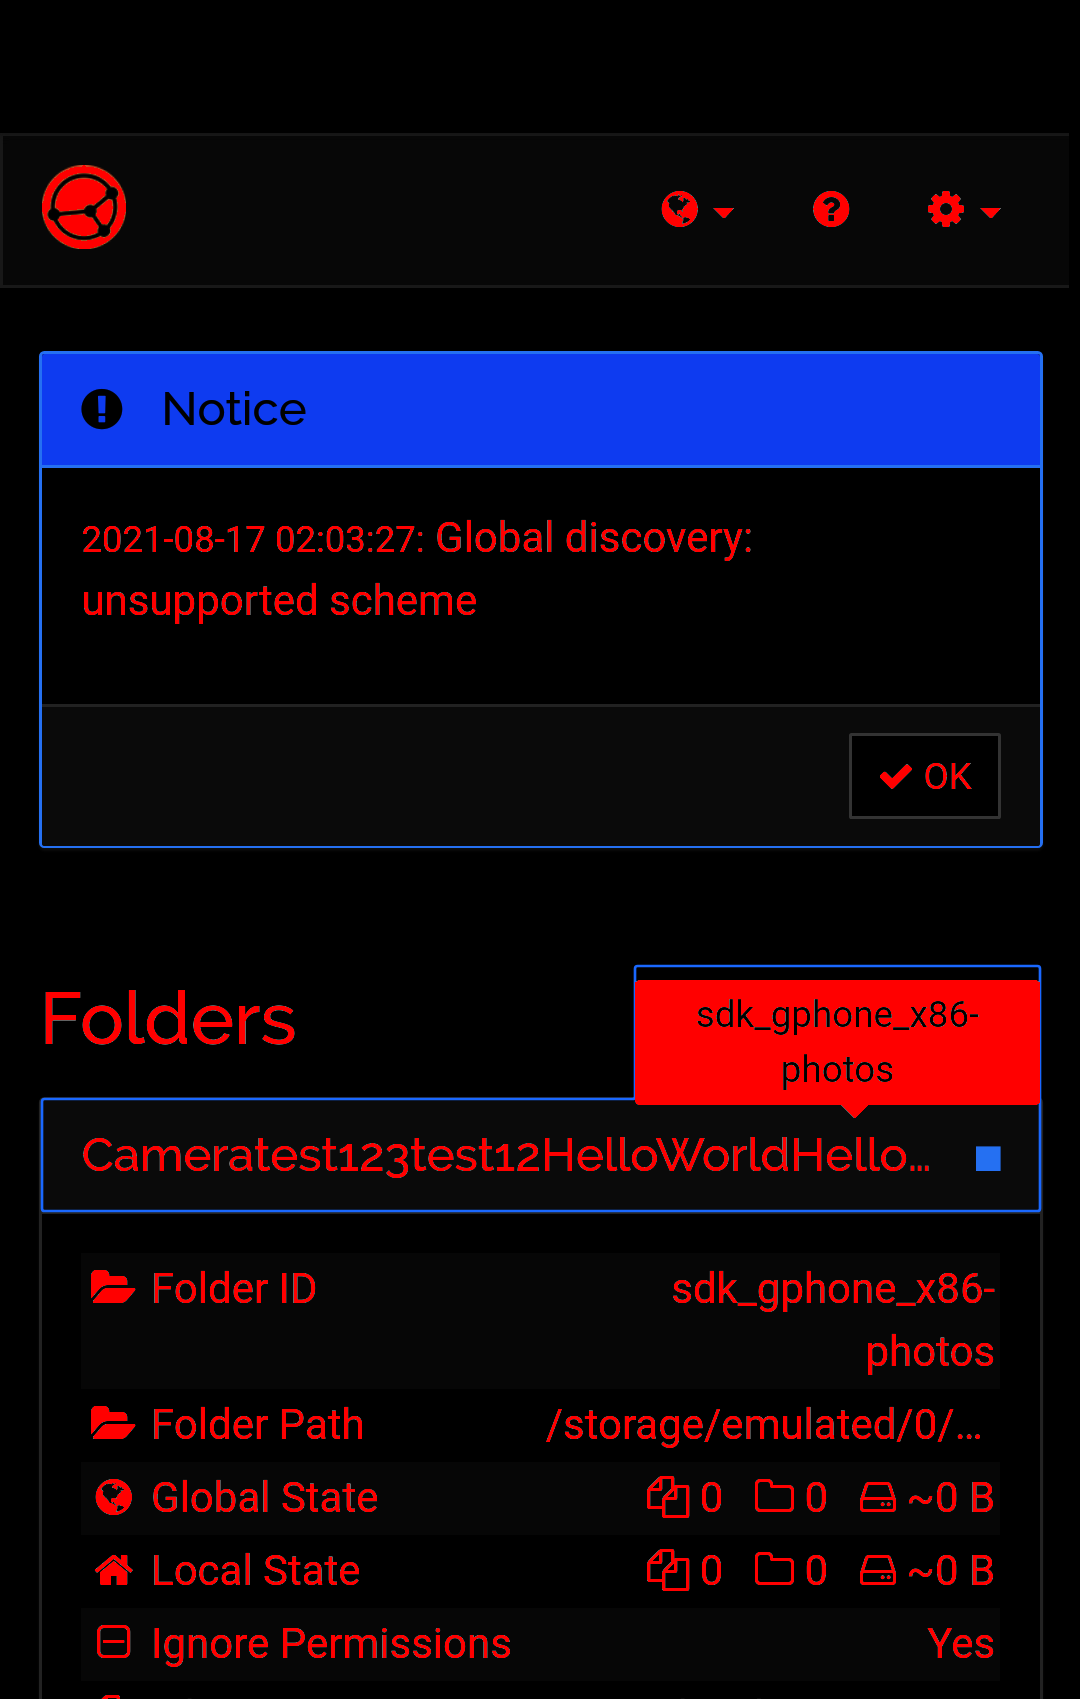 Notice
2021-08-17 02:03:27: Global discovery:
unsupported scheme
OK
Folders
sdk_gphone_x86-
photos
Cameratest123test12HelloWorldHello...
Folder ID sdk_gphone_x86-
photos
Folder Path /storage/emulated/0/...
Global State 0 0 ~0 B
Local State 0 0 ~0 B
Ignore Permissions Yes